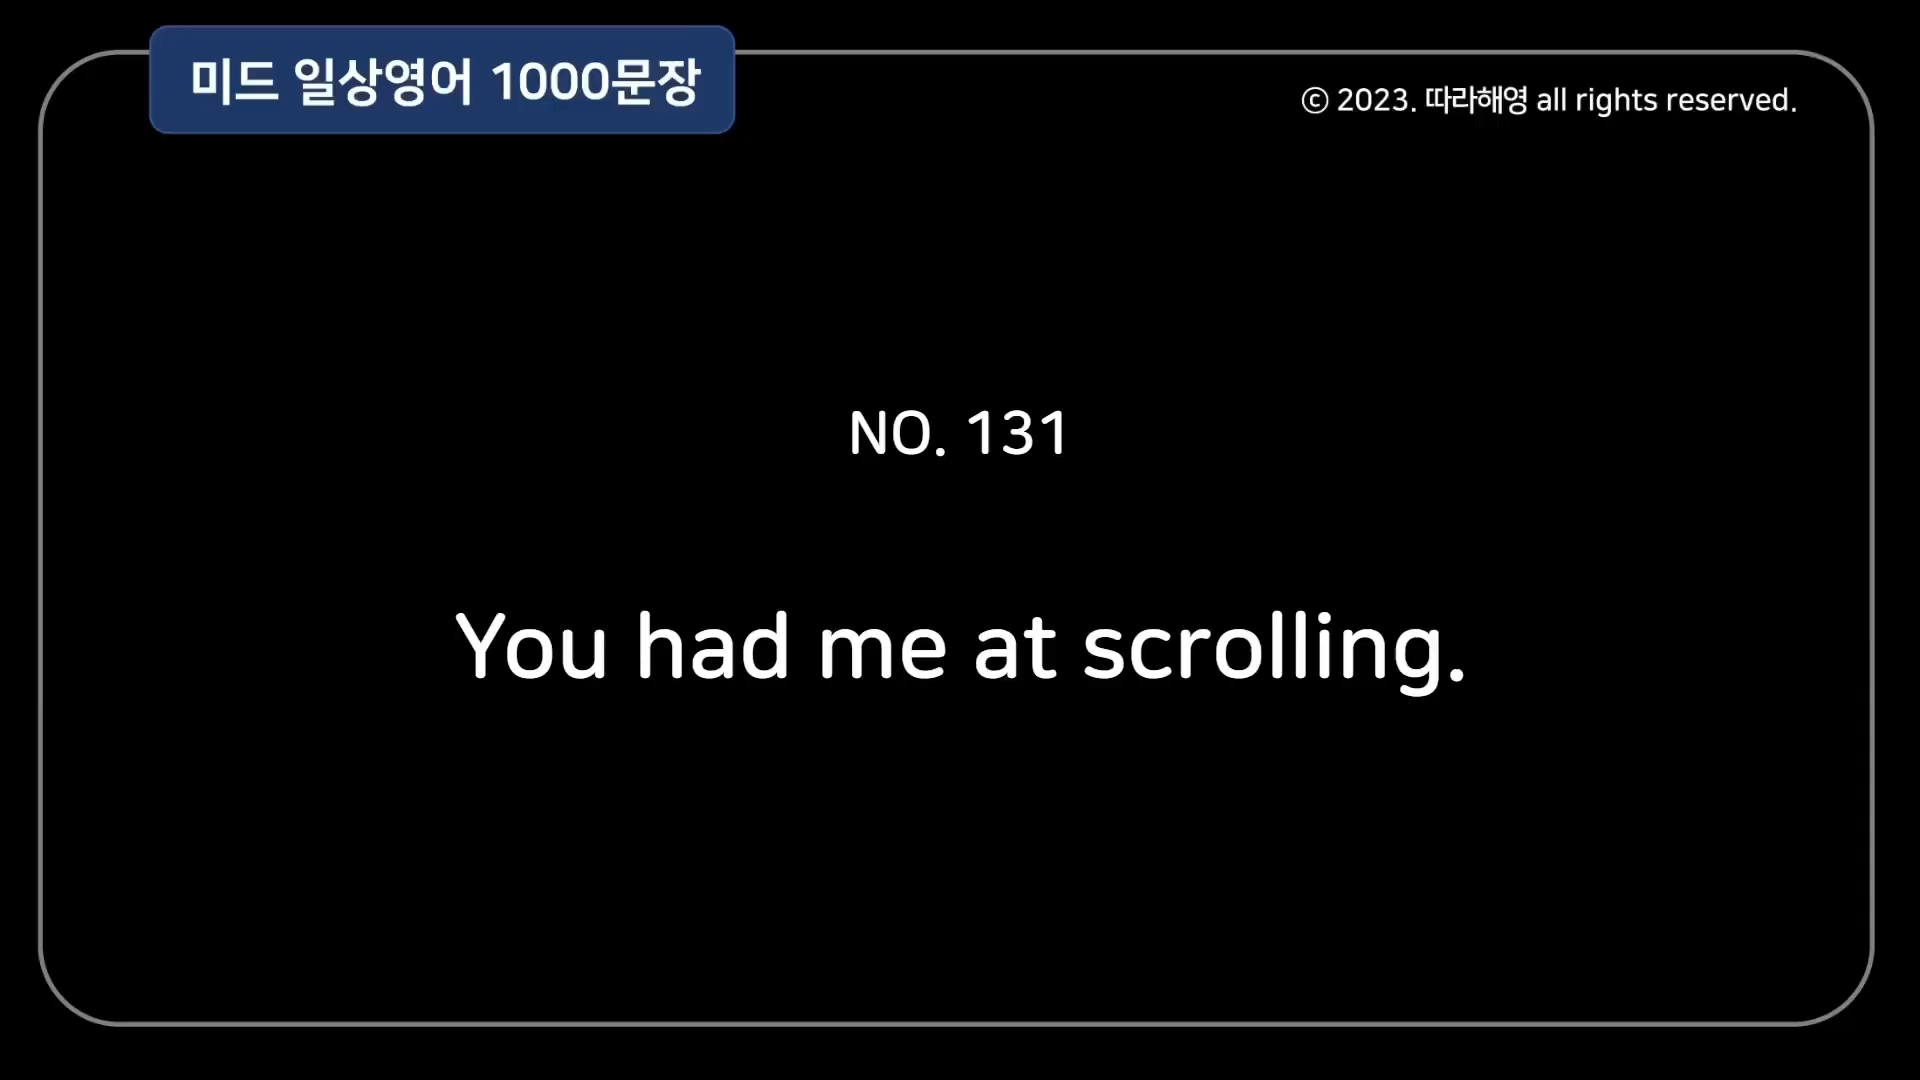 미드 일상영어 1000문장
ⓒ 2023. 따라해영 all rights reserved.
NO. 131
You had me at scrolling.